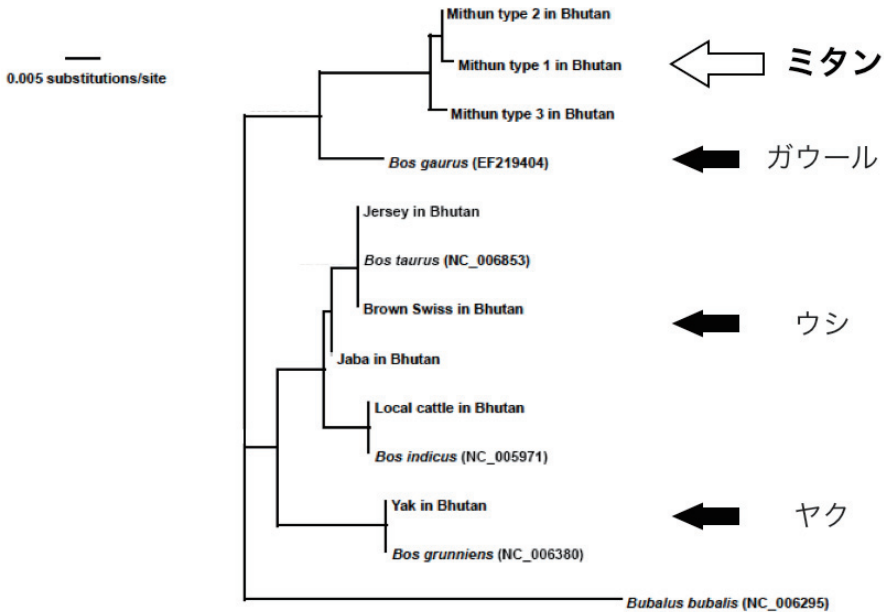 Mithun type 2 in Bhutan
0.005 substitutions/site
Mithun type 1 in Bhutan
ミタン
Mithun type 3 in Bhutan
Bos gaurus (EF219404)
ガウール
Jersey in Bhutan
Bos taurus (NC_006853)
Brown Swiss in Bhutan
ウシ
Jaba in Bhutan
Local cattle in Bhutan
Bos indicus (NC_005971)
Yak in Bhutan
ヤク
Bos grunniens (NC_006380)
Bubalus bubalis (NC_006295)